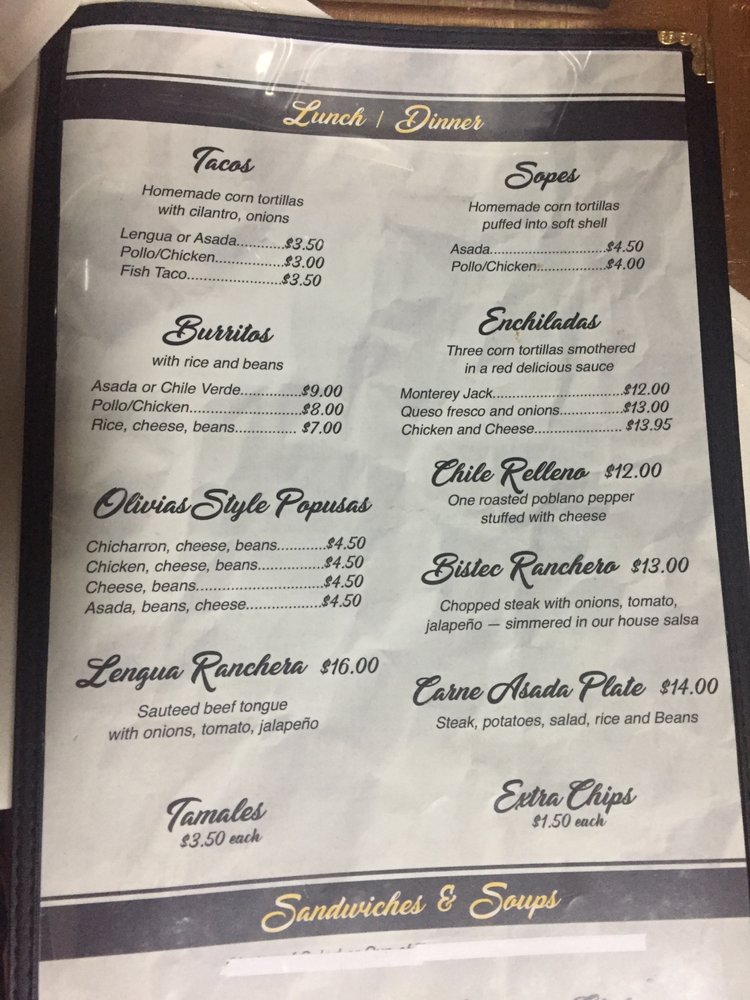 Lunch | Dinner
Tacos
Homemade corn tortillas
with cilantro, onions
Lengua or Asada............$3.50
Pollo/Chicken.................$3.00
Fish Taco.......................$3.50
Burritos
with rice and beans
Asada or Chile Verde..............$9.00
Pollo/Chicken..........................$8.00
Rice, cheese, beans............... $7.00
Olivias Style Popusas
Chicharron, cheese, beans............$4.50
Chicken, cheese, beans................$4.50
Cheese, beans...............................$4.50
Asada, beans, cheese...................$4.50
Lengua Ranchera $16.00
Sauteed beef tongue
with onions, tomato, jalapeño
Tamales
$3.50 each
Sopes
Homemade corn tortillas
puffed into soft shell
Asada..............................$4.50
Pollo/Chicken..................$4.00
Enchiladas
Three corn tortillas smothered
in a red delicious sauce
Monterey Jack.................................$12.00
Queso fresco and onions................$13.00
Chicken and Cheese....................... $13.95
Chile Relleno $12.00
One roasted poblano pepper
stuffed with cheese
Bistec Ranchero $13.00
Chopped steak with onions, tomato,
jalapeño — simmered in our house salsa
Carne Asada Plate $14.00
Steak, potatoes, salad, rice and Beans
Extra Chips
$1.50 each
Sandwiches & Soups